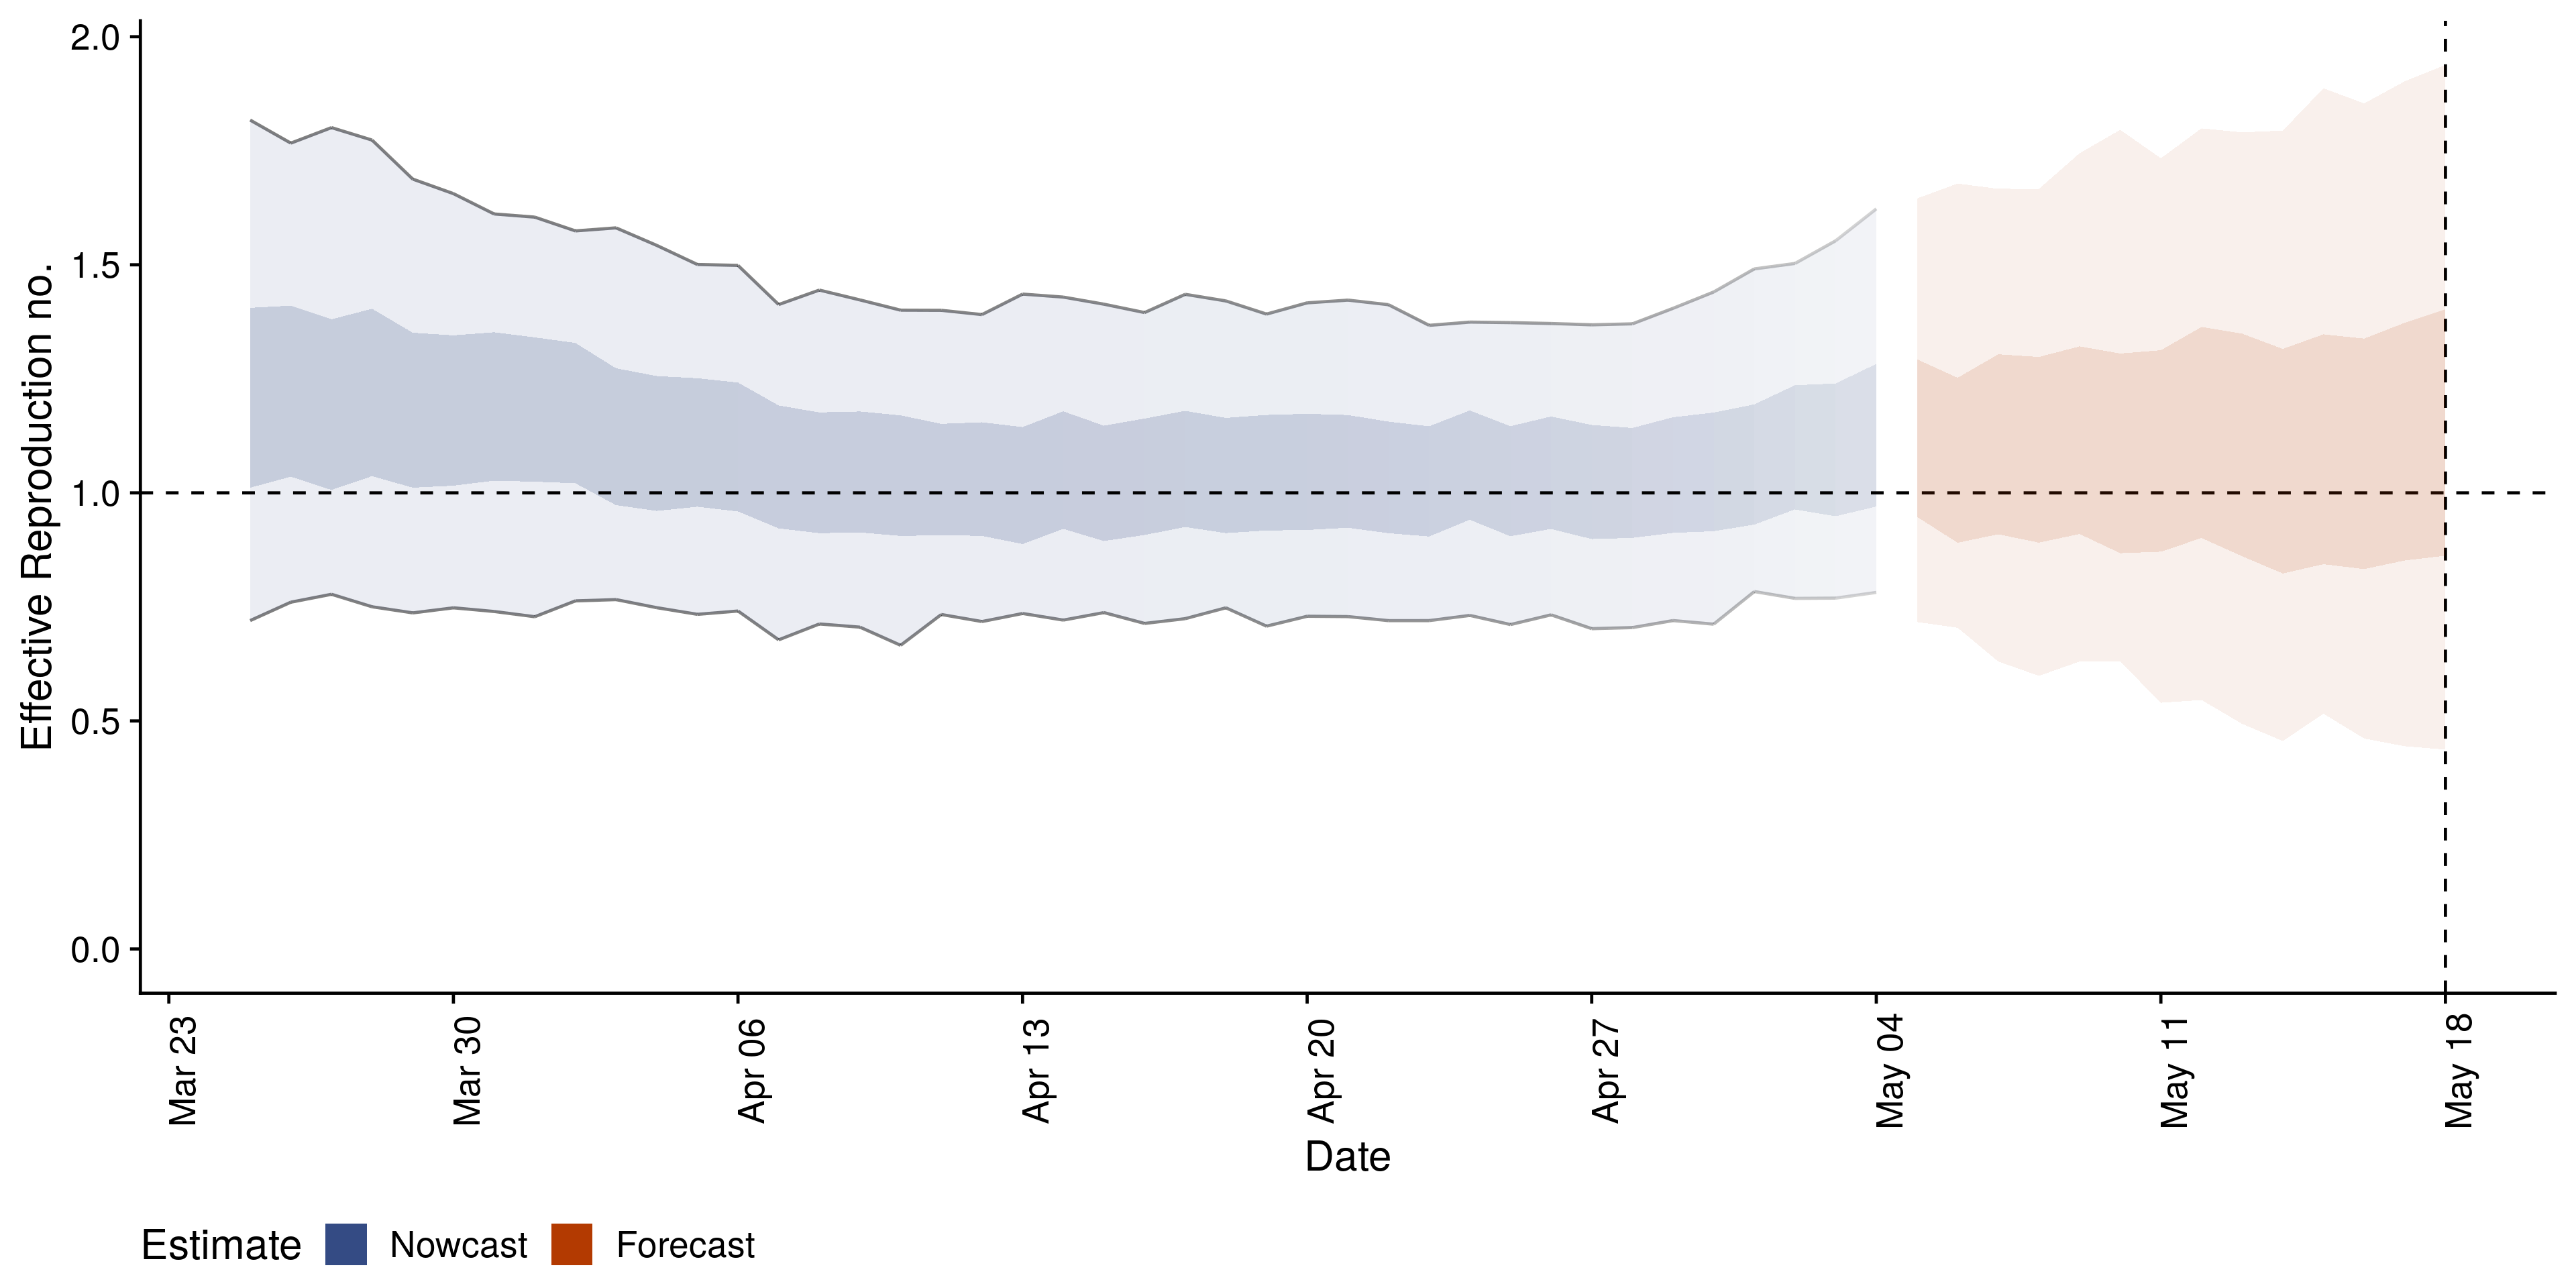 Effective Reproduction no.
2.0
1.5
1.0
0.5
0.0
Mar 23
Mar 30
Apr 06
Apr 13
Apr 20
Apr 27
May 04
May 11
May 18
Date
Estimate Nowcast Forecast